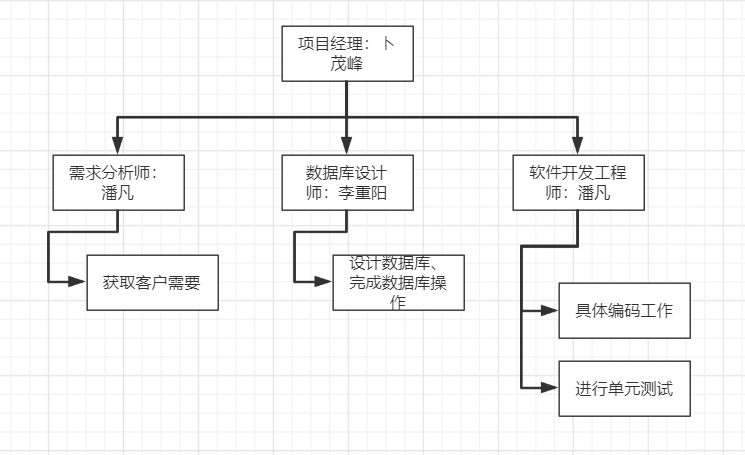 项目经理：卜
茂峰
需求分析师：
潘凡
数据库设计
师：李重阳
软件开发工程
师：潘凡
获取客户需要
设计数据库、
完成数据库操
作
具体编码工作
进行单元测试